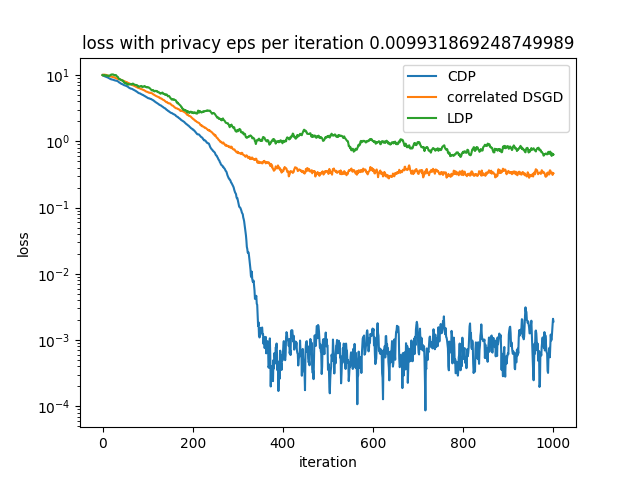 loss with privacy eps per iteration 0.009931869248749989
CDP
correlated DSGD
LDP
10¹
10⁰
10⁻¹
10⁻²
10⁻³
10⁻⁴
loss
0 200 400 600 800 1000
iteration